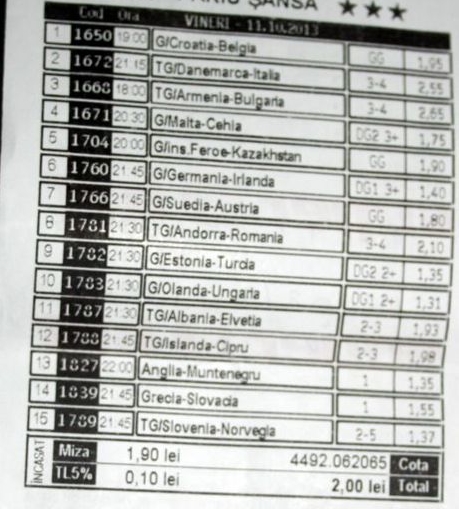 ȘANSA ★ ★ ★
Cod Ora VINERI - 11.10.2013
1 1650 19:00 G/Croatia-Belgia GG 1,95
2 1672 21:15 TG/Danemarca-Italia 3-4 2,55
3 1668 18:00 TG/Armenia-Bulgaria 3-4 2,65
4 1671 20:30 G/Malta-Cehia DG2 3+ 1,75
5 1704 20:00 G/Ins.Feroe-Kazakhstan GG 1,90
6 1760 21:45 G/Germania-Irlanda DG1 3+ 1,40
7 1766 21:45 G/Suedia-Austria GG 1,80
8 1781 21:30 TG/Andorra-Romania 3-4 2,10
9 1782 21:30 G/Estonia-Turcia DG2 2+ 1,35
10 1783 21:30 G/Olanda-Ungaria DG1 2+ 1,31
11 1787 21:30 TG/Albania-Elvetia 2-3 1,93
12 1788 21:45 TG/Islanda-Cipru 2-3 1,98
13 1827 22:00 Anglia-Muntenegru 1 1,35
14 1839 21:45 Grecia-Slovacia 1 1,55
15 1789 21:45 TG/Slovenia-Norvegia 2-5 1,37
ÎNCASAT
Miza 1,90 lei 4492.062065 Cota
TL5% 0,10 lei 2,00 lei Total